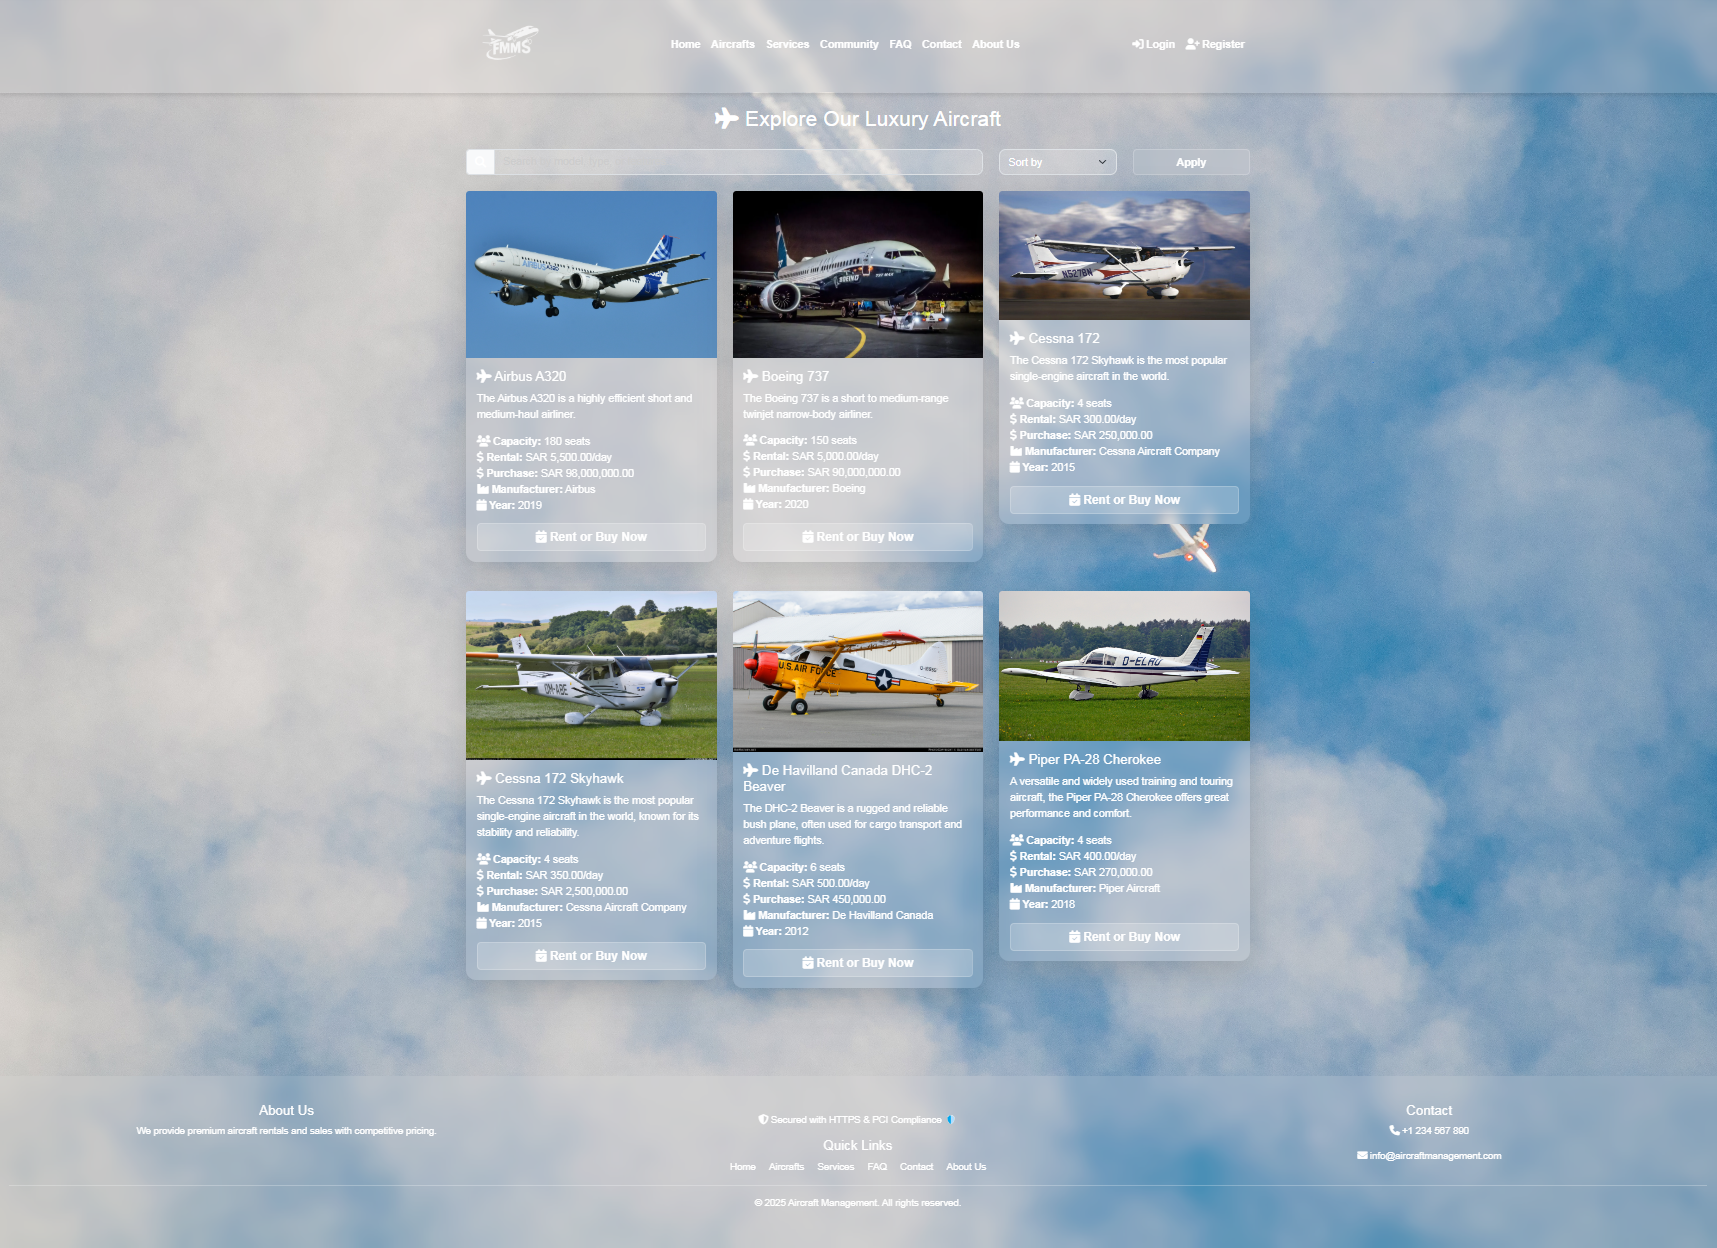 FMMS
Home Aircrafts Services Community FAQ Contact About Us
Login Register
Explore Our Luxury Aircraft
Sort by
Apply
AIRBUS A320
BOEING
N527BN
Airbus A320
The Airbus A320 is a highly efficient short and
medium-haul airliner.
Capacity: 180 seats
$ Rental: SAR 5,500.00/day
$ Purchase: SAR 98,000,000.00
Manufacturer: Airbus
Year: 2019
Rent or Buy Now
Boeing 737
The Boeing 737 is a short to medium-range
twinjet narrow-body airliner.
Capacity: 150 seats
$ Rental: SAR 5,000.00/day
$ Purchase: SAR 90,000,000.00
Manufacturer: Boeing
Year: 2020
Rent or Buy Now
Cessna 172
The Cessna 172 Skyhawk is the most popular
single-engine aircraft in the world.
Capacity: 4 seats
$ Rental: SAR 300.00/day
$ Purchase: SAR 250,000.00
Manufacturer: Cessna Aircraft Company
Year: 2015
Rent or Buy Now
OM-ABE
U.S. AIR FORCE
D-ELAU
Cessna 172 Skyhawk
The Cessna 172 Skyhawk is the most popular
single-engine aircraft in the world, known for its
stability and reliability.
Capacity: 4 seats
$ Rental: SAR 350.00/day
$ Purchase: SAR 2,500,000.00
Manufacturer: Cessna Aircraft Company
Year: 2015
Rent or Buy Now
De Havilland Canada DHC-2
Beaver
The DHC-2 Beaver is a rugged and reliable
bush plane, often used for cargo transport and
adventure flights.
Capacity: 6 seats
$ Rental: SAR 500.00/day
$ Purchase: SAR 450,000.00
Manufacturer: De Havilland Canada
Year: 2012
Rent or Buy Now
Piper PA-28 Cherokee
A versatile and widely used training and touring
aircraft, the Piper PA-28 Cherokee offers great
performance and comfort.
Capacity: 4 seats
$ Rental: SAR 400.00/day
$ Purchase: SAR 270,000.00
Manufacturer: Piper Aircraft
Year: 2018
Rent or Buy Now
About Us
We provide premium aircraft rentals and sales with competitive pricing.
Secured with HTTPS & PCI Compliance
Quick Links
Home Aircrafts Services FAQ Contact About Us
Contact
+1 234 567 890
info@aircraftmanagement.com
© 2025 Aircraft Management. All rights reserved.